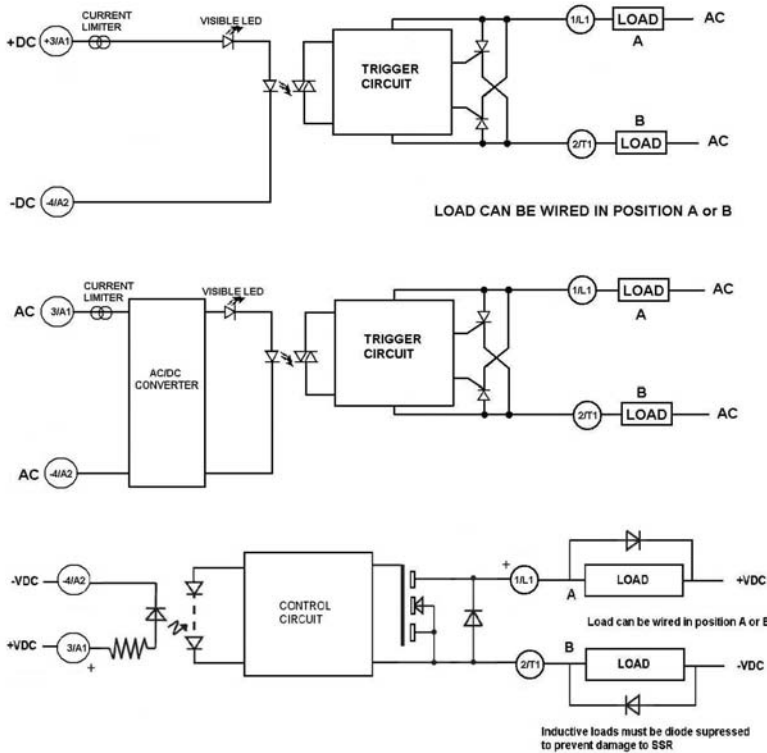 CURRENT
LIMITER
VISIBLE LED
+DC
+3/A1
TRIGGER
CIRCUIT
1/L1
LOAD
AC
A
B
2/T1
LOAD
AC
-DC
-4/A2
LOAD CAN BE WIRED IN POSITION A or B
CURRENT
LIMITER
VISIBLE LED
AC
3/A1
AC/DC
CONVERTER
TRIGGER
CIRCUIT
1/L1
LOAD
AC
A
B
2/T1
LOAD
AC
AC
-4/A2
-VDC
-4/A2
CONTROL
CIRCUIT
+
1/L1
A
LOAD
+VDC
Load can be wired in position A or B
+VDC
3/A1
+
B
2/T1
LOAD
-VDC
Inductive loads must be diode supressed
to prevent damage to SSR